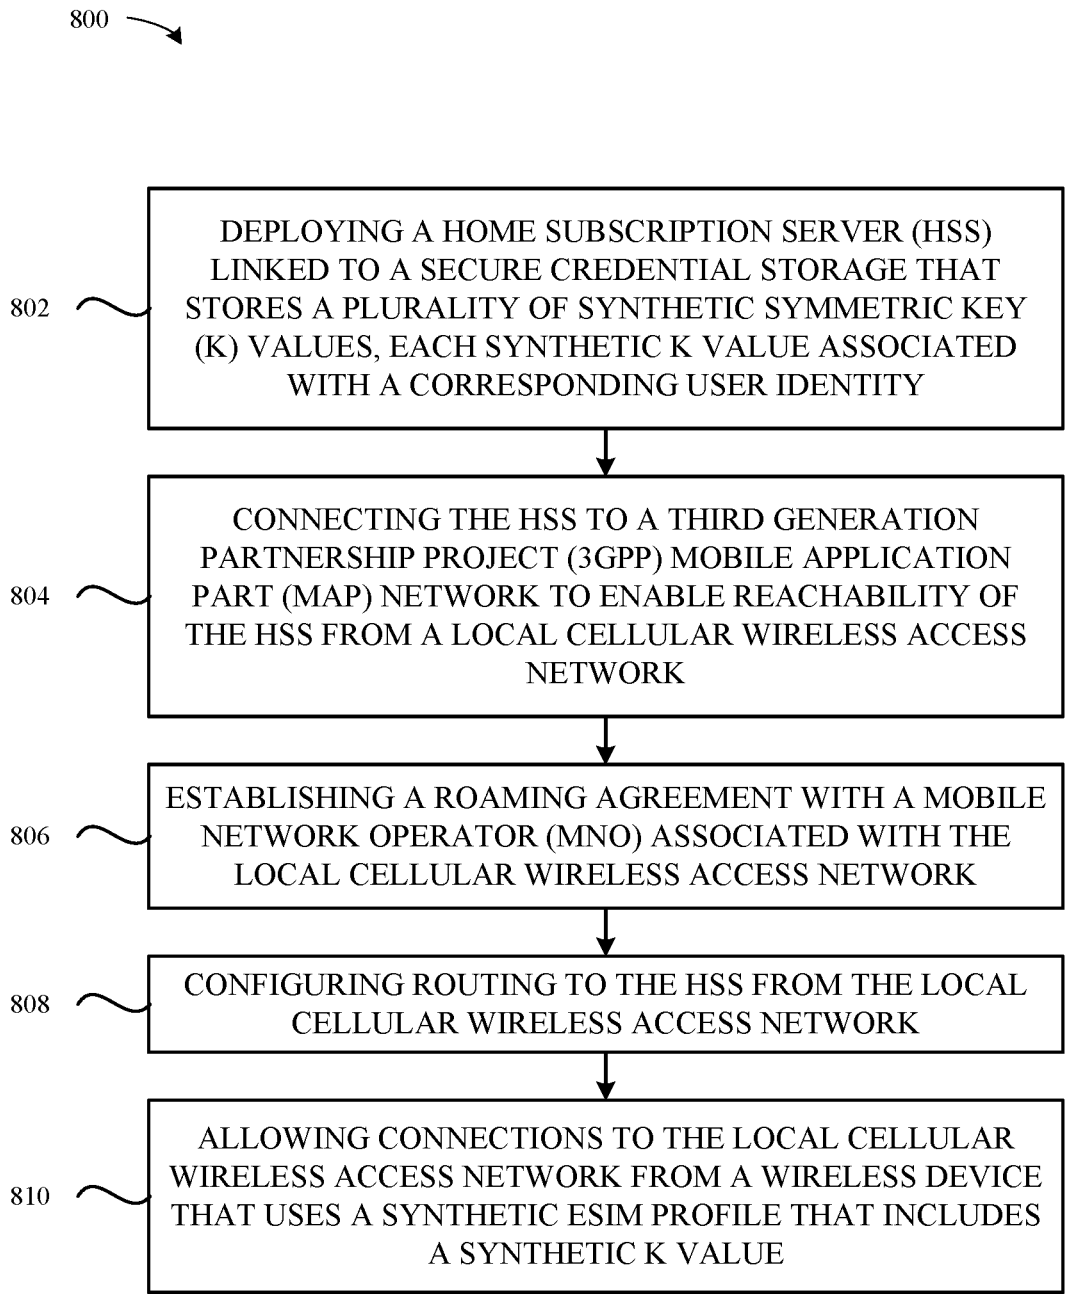 800
802
DEPLOYING A HOME SUBSCRIPTION SERVER (HSS)
LINKED TO A SECURE CREDENTIAL STORAGE THAT
STORES A PLURALITY OF SYNTHETIC SYMMETRIC KEY
(K) VALUES, EACH SYNTHETIC K VALUE ASSOCIATED
WITH A CORRESPONDING USER IDENTITY
804
CONNECTING THE HSS TO A THIRD GENERATION
PARTNERSHIP PROJECT (3GPP) MOBILE APPLICATION
PART (MAP) NETWORK TO ENABLE REACHABILITY OF
THE HSS FROM A LOCAL CELLULAR WIRELESS ACCESS
NETWORK
806
ESTABLISHING A ROAMING AGREEMENT WITH A MOBILE
NETWORK OPERATOR (MNO) ASSOCIATED WITH THE
LOCAL CELLULAR WIRELESS ACCESS NETWORK
808
CONFIGURING ROUTING TO THE HSS FROM THE LOCAL
CELLULAR WIRELESS ACCESS NETWORK
810
ALLOWING CONNECTIONS TO THE LOCAL CELLULAR
WIRELESS ACCESS NETWORK FROM A WIRELESS DEVICE
THAT USES A SYNTHETIC ESIM PROFILE THAT INCLUDES
A SYNTHETIC K VALUE